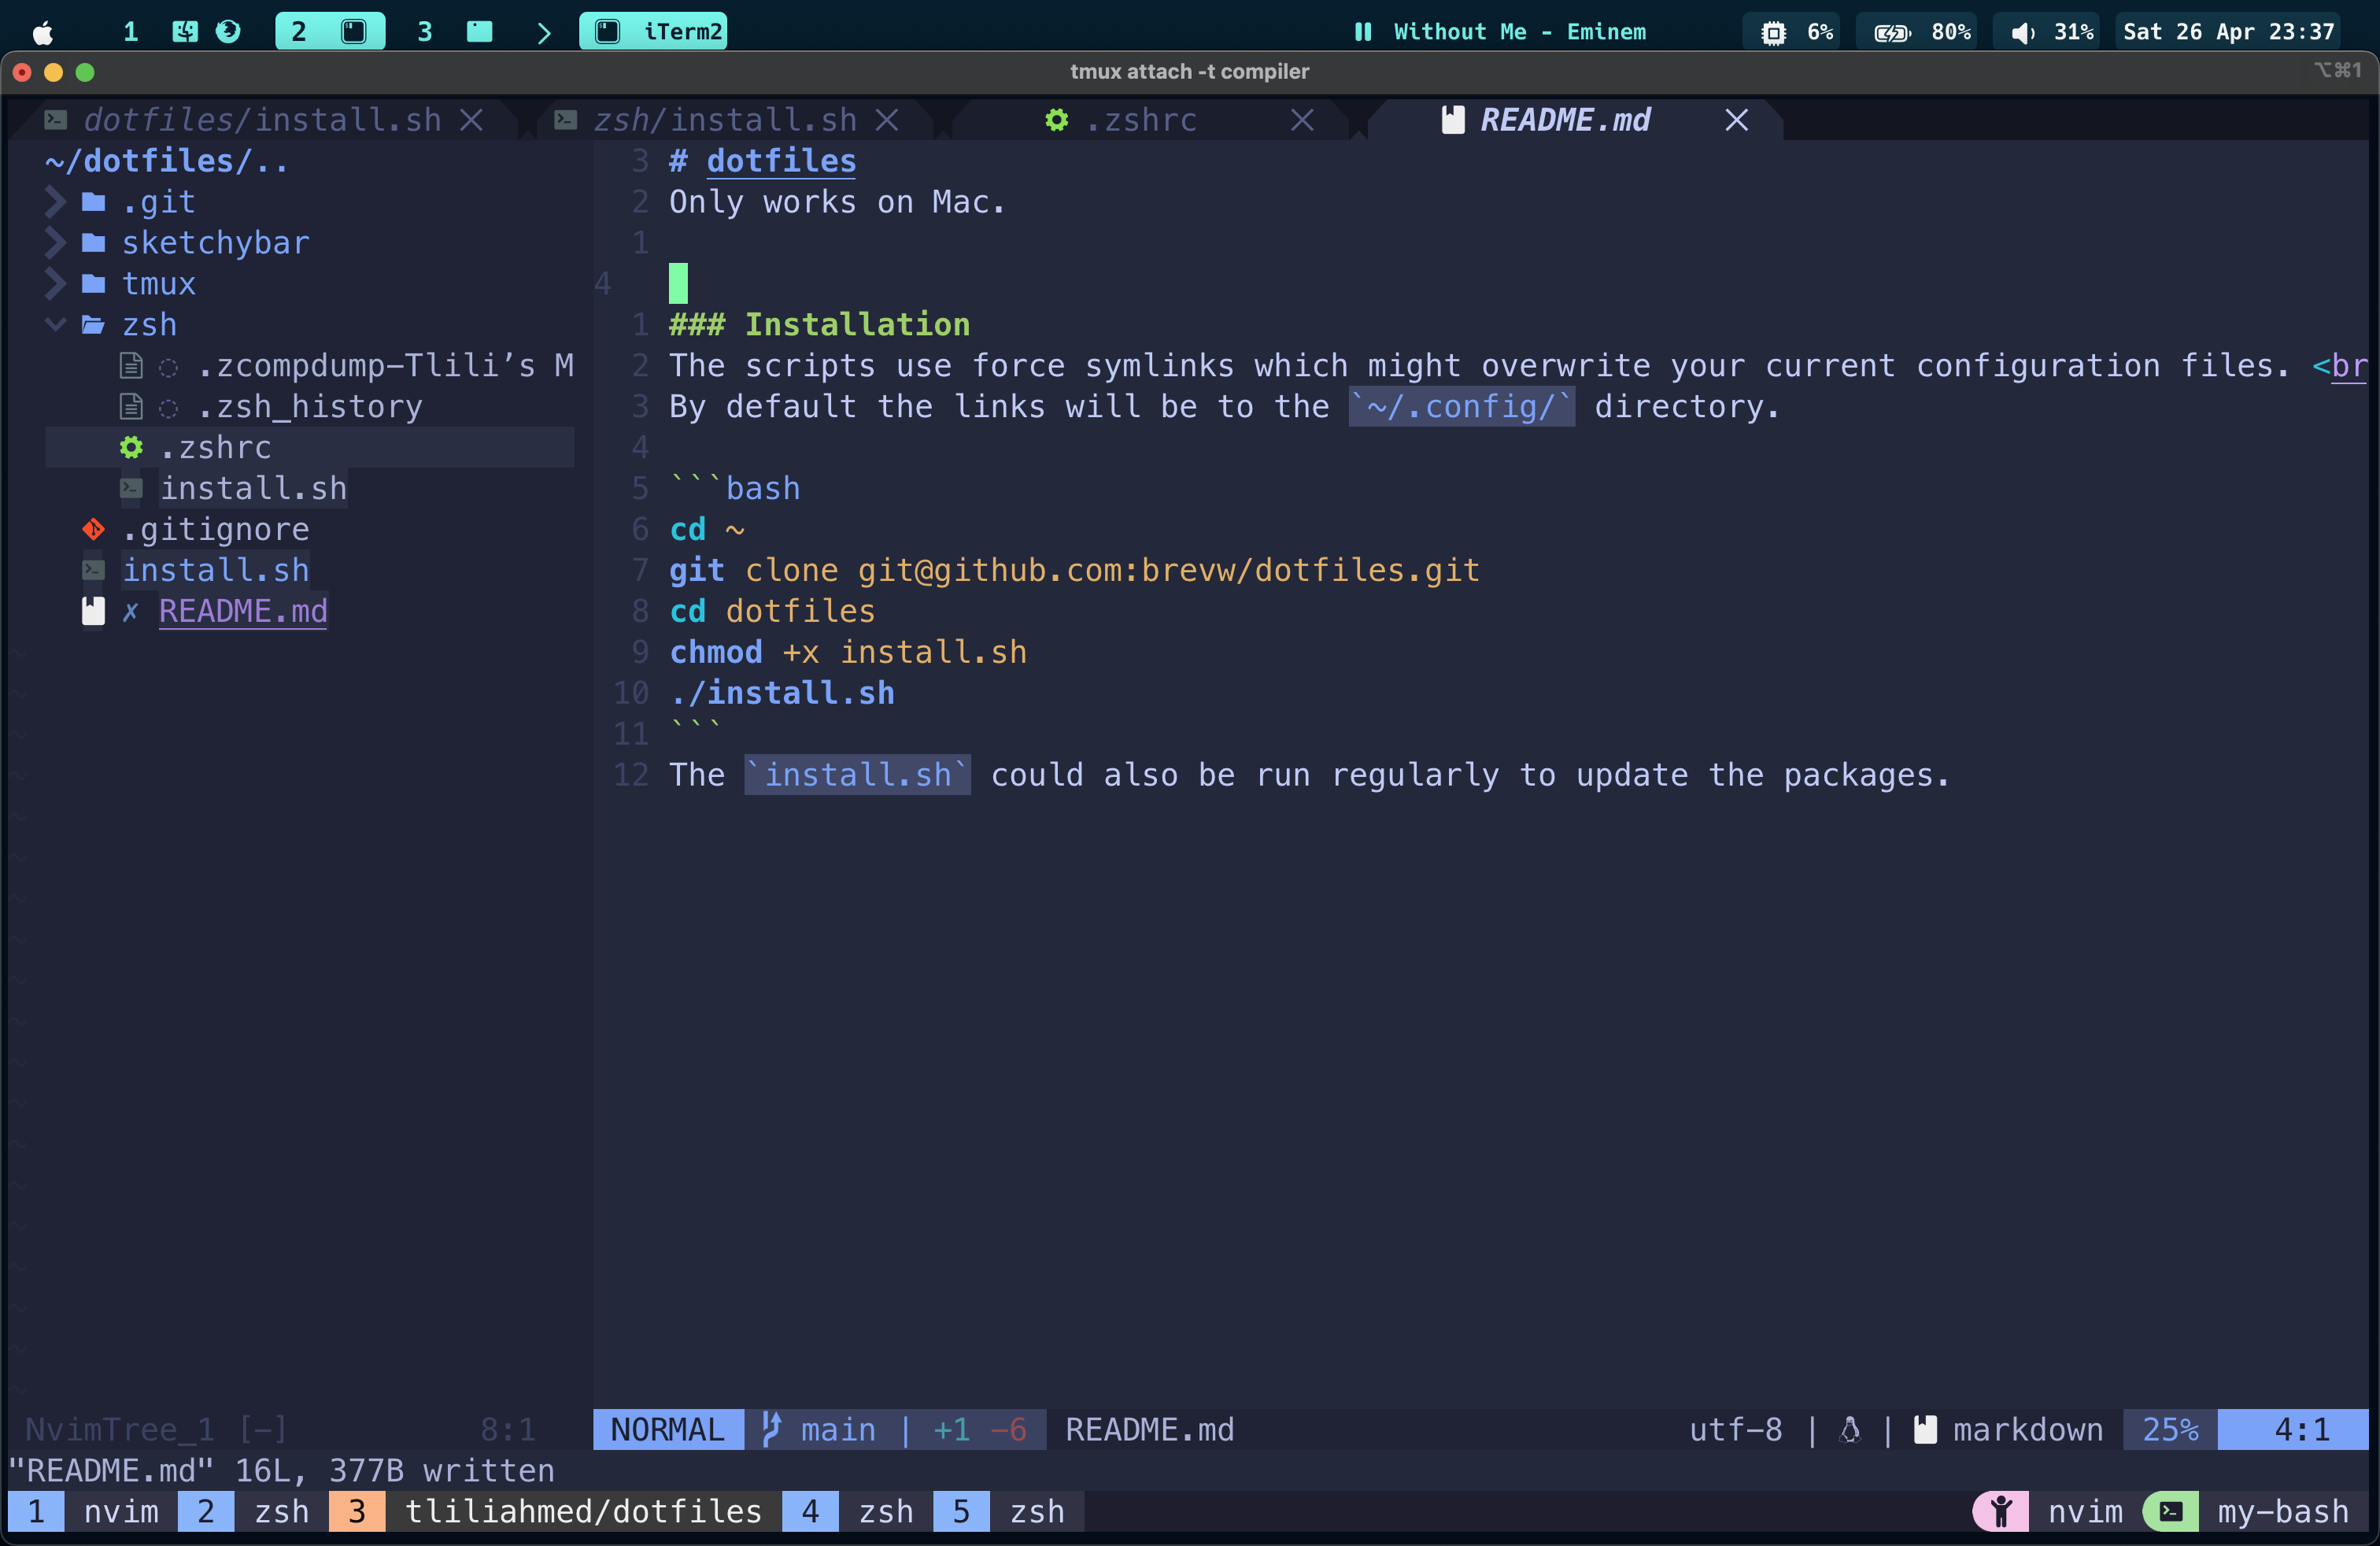 1 2 3 > iTerm2 Without Me - Eminem 6% 80% 31% Sat 26 Apr 23:37
tmux attach -t compiler ⌥⌘1
dotfiles/install.sh zsh/install.sh .zshrc README.md
~/dotfiles/..
.git
sketchybar
tmux
zsh
.zcompdump-Tlili’s M
.zsh_history
.zshrc
install.sh
.gitignore
install.sh
✗ README.md
3 # dotfiles
2 Only works on Mac.
1
4
1 ### Installation
2 The scripts use force symlinks which might overwrite your current configuration files. <br
3 By default the links will be to the `~/.config/` directory.
4
5 ```bash
6 cd ~
7 git clone git@github.com:brevw/dotfiles.git
8 cd dotfiles
9 chmod +x install.sh
10 ./install.sh
11 ```
12 The `install.sh` could also be run regularly to update the packages.
NvimTree_1 [-] 8:1
NORMAL main | +1 -6 README.md utf-8 | | markdown 25% 4:1
"README.md" 16L, 377B written
1 nvim 2 zsh 3 tliliahmed/dotfiles 4 zsh 5 zsh nvim my-bash